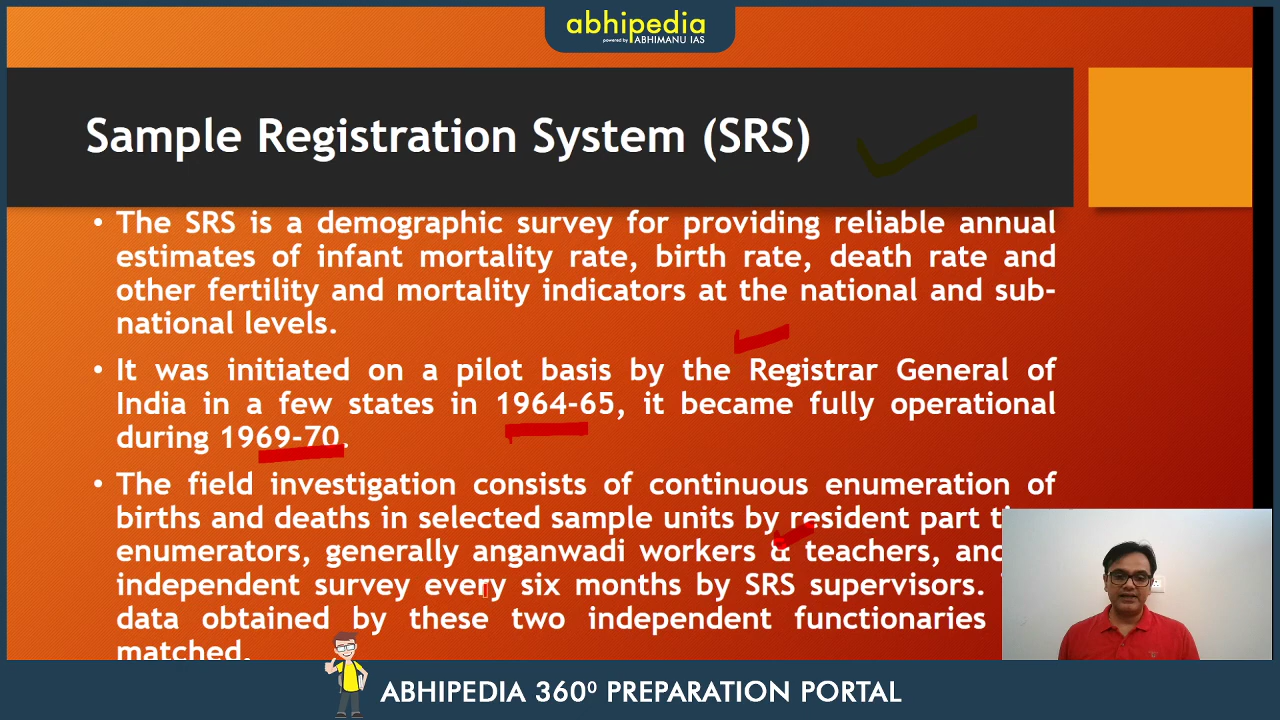 abhipedia
powered by ABHIMANU IAS
Sample Registration System (SRS)
• The SRS is a demographic survey for providing reliable annual
estimates of infant mortality rate, birth rate, death rate and
other fertility and mortality indicators at the national and sub-
national levels.
• It was initiated on a pilot basis by the Registrar General of
India in a few states in 1964-65, it became fully operational
during 1969-70.
• The field investigation consists of continuous enumeration of
births and deaths in selected sample units by resident part
enumerators, generally anganwadi workers & teachers,
independent survey every six months by SRS supervisors.
data obtained by these two independent functionaries
matched.
ABHIPEDIA 360⁰ PREPARATION PORTAL